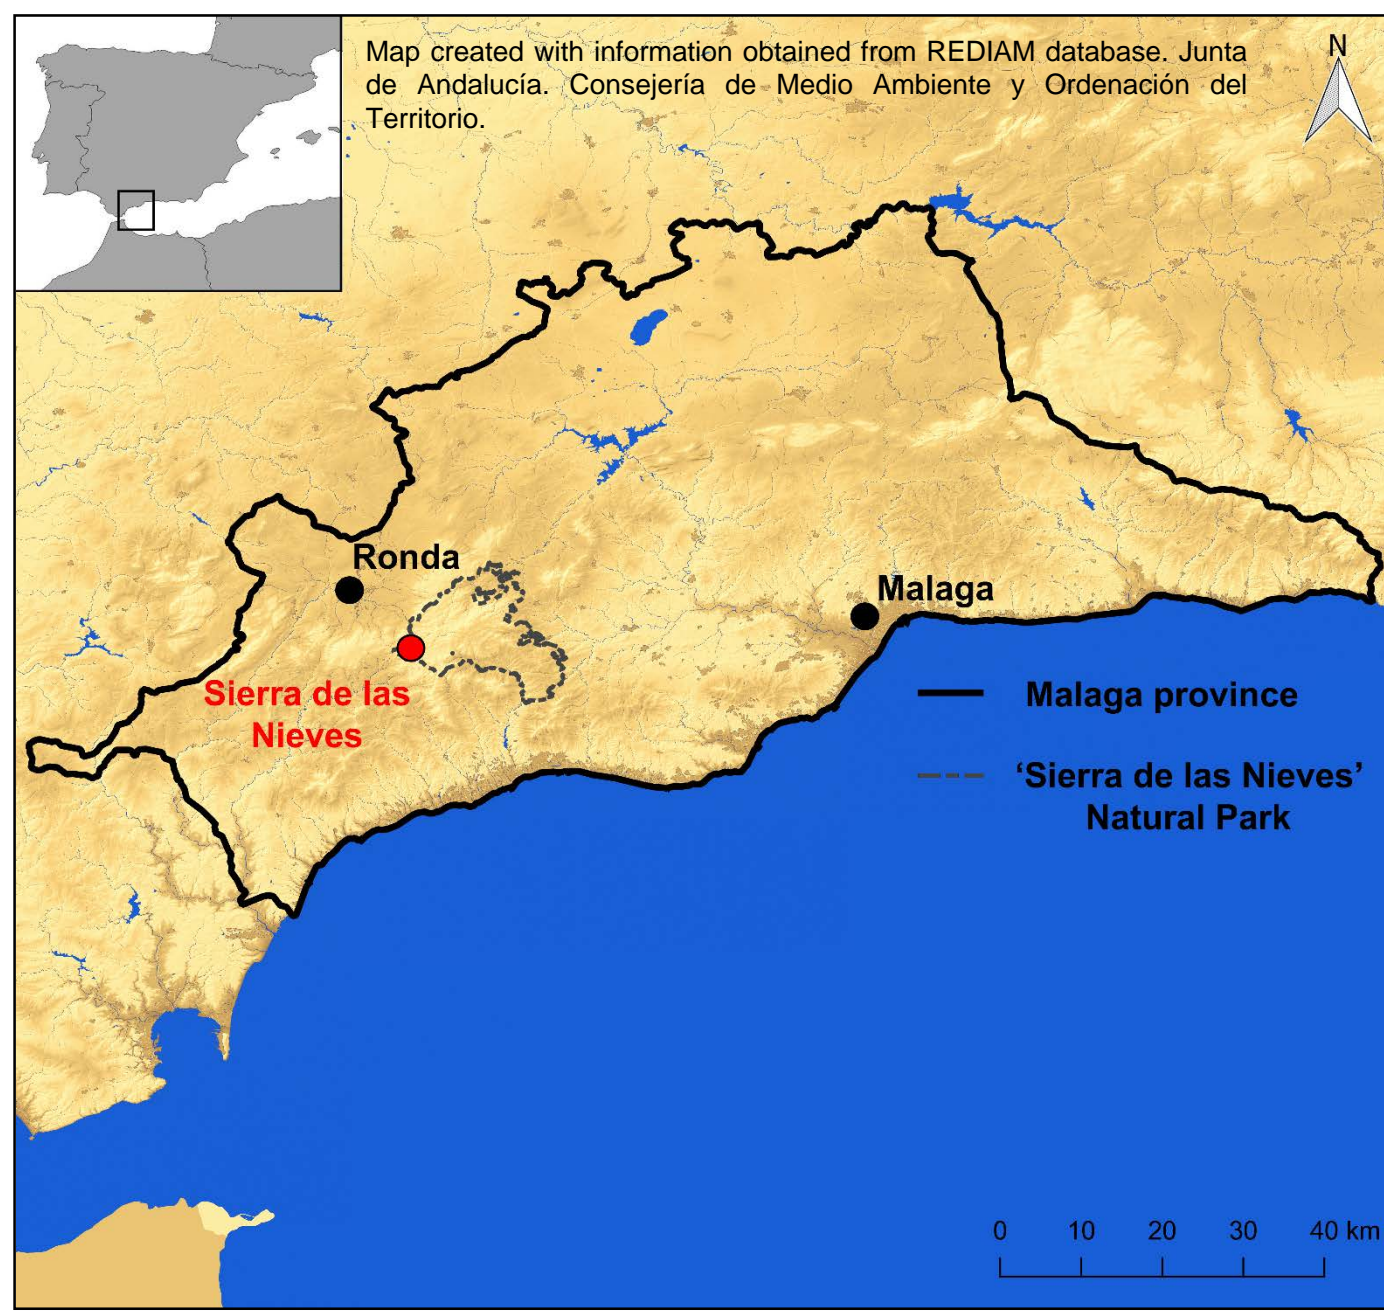 Map created with information obtained from REDIAM database. Junta
de Andalucía. Consejería de Medio Ambiente y Ordenación del
Territorio.
N
Ronda
Malaga
Sierra de las
Nieves
Malaga province
‘Sierra de las Nieves’
Natural Park
0 10 20 30 40 km